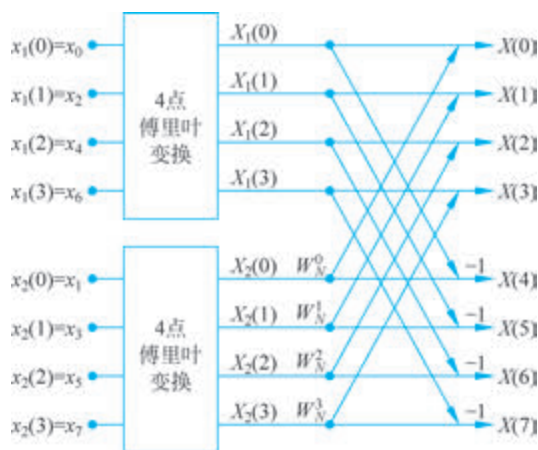 x₁(0)=x₀ X₁(0) X(0)
x₁(1)=x₂ X₁(1) X(1)
4点
x₁(2)=x₄ 傅里叶 X₁(2) X(2)
变换
x₁(3)=x₆ X₁(3) X(3)
x₂(0)=x₁ X₂(0) W_N^0 -1 X(4)
x₂(1)=x₃ 4点 X₂(1) W_N^1 -1 X(5)
傅里叶
x₂(2)=x₅ 变换 X₂(2) W_N^2 -1 X(6)
x₂(3)=x₇ X₂(3) W_N^3 -1 X(7)